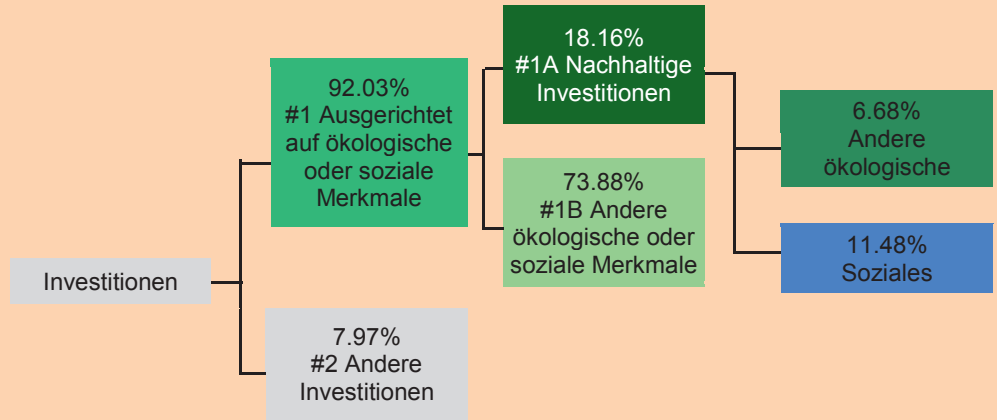 Investitionen
92.03%
#1 Ausgerichtet
auf ökologische
oder soziale
Merkmale
7.97%
#2 Andere
Investitionen
18.16%
#1A Nachhaltige
Investitionen
73.88%
#1B Andere
ökologische oder
soziale Merkmale
6.68%
Andere
ökologische
11.48%
Soziales